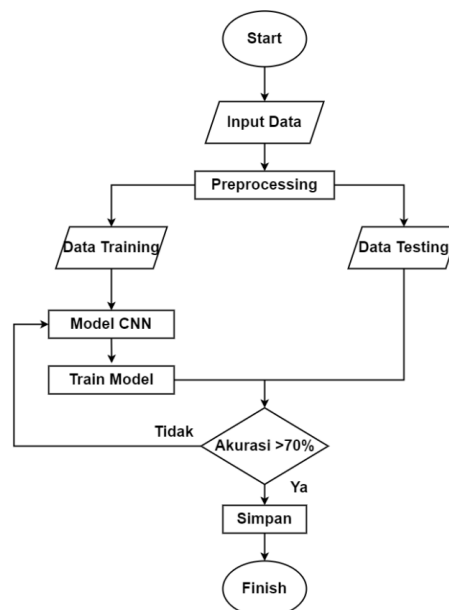 Start
Input Data
Preprocessing
Data Training
Data Testing
Model CNN
Train Model
Tidak
Akurasi >70%
Ya
Simpan
Finish